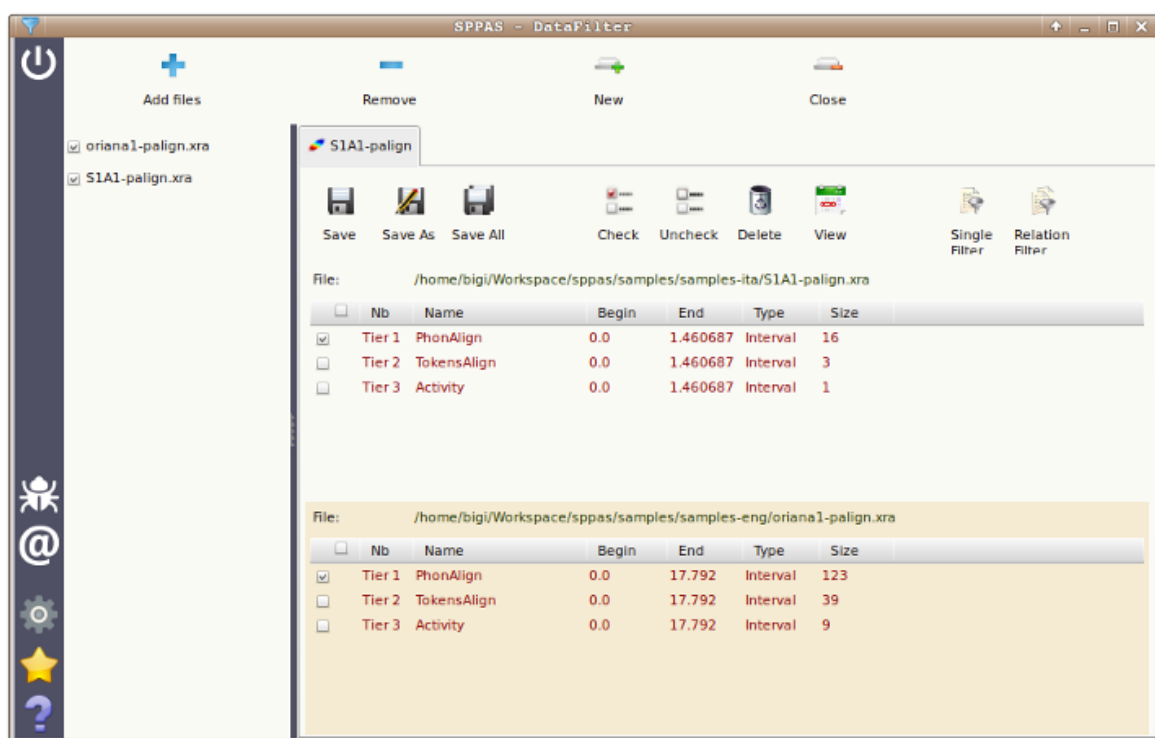 SPPAS - DataFilter
Add files Remove New Close
oriana1-palign.xra
S1A1-palign.xra
S1A1-palign
Save Save As Save All Check Uncheck Delete View Single Filter Relation Filter
File: /home/bigi/Workspace/sppas/samples/samples-ita/S1A1-palign.xra
Nb Name Begin End Type Size
Tier 1 PhonAlign 0.0 1.460687 Interval 16
Tier 2 TokensAlign 0.0 1.460687 Interval 3
Tier 3 Activity 0.0 1.460687 Interval 1
File: /home/bigi/Workspace/sppas/samples/samples-eng/oriana1-palign.xra
Nb Name Begin End Type Size
Tier 1 PhonAlign 0.0 17.792 Interval 123
Tier 2 TokensAlign 0.0 17.792 Interval 39
Tier 3 Activity 0.0 17.792 Interval 9